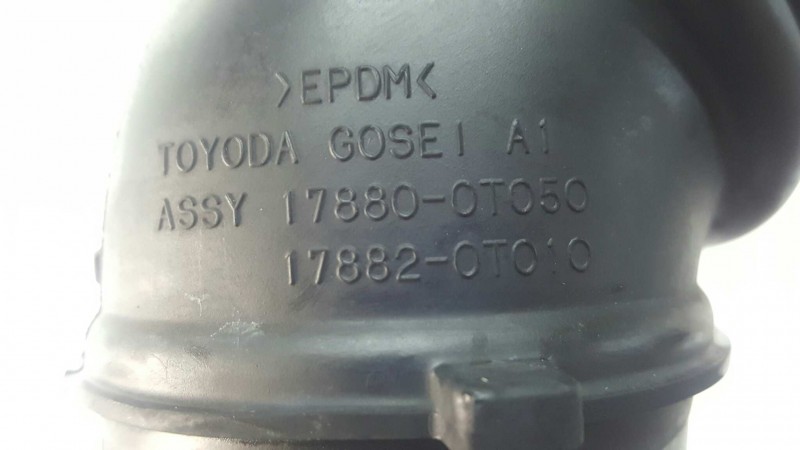 >EPDM<
TOYODA GOSEI A1
ASSY 17880-0T050
17882-0T010